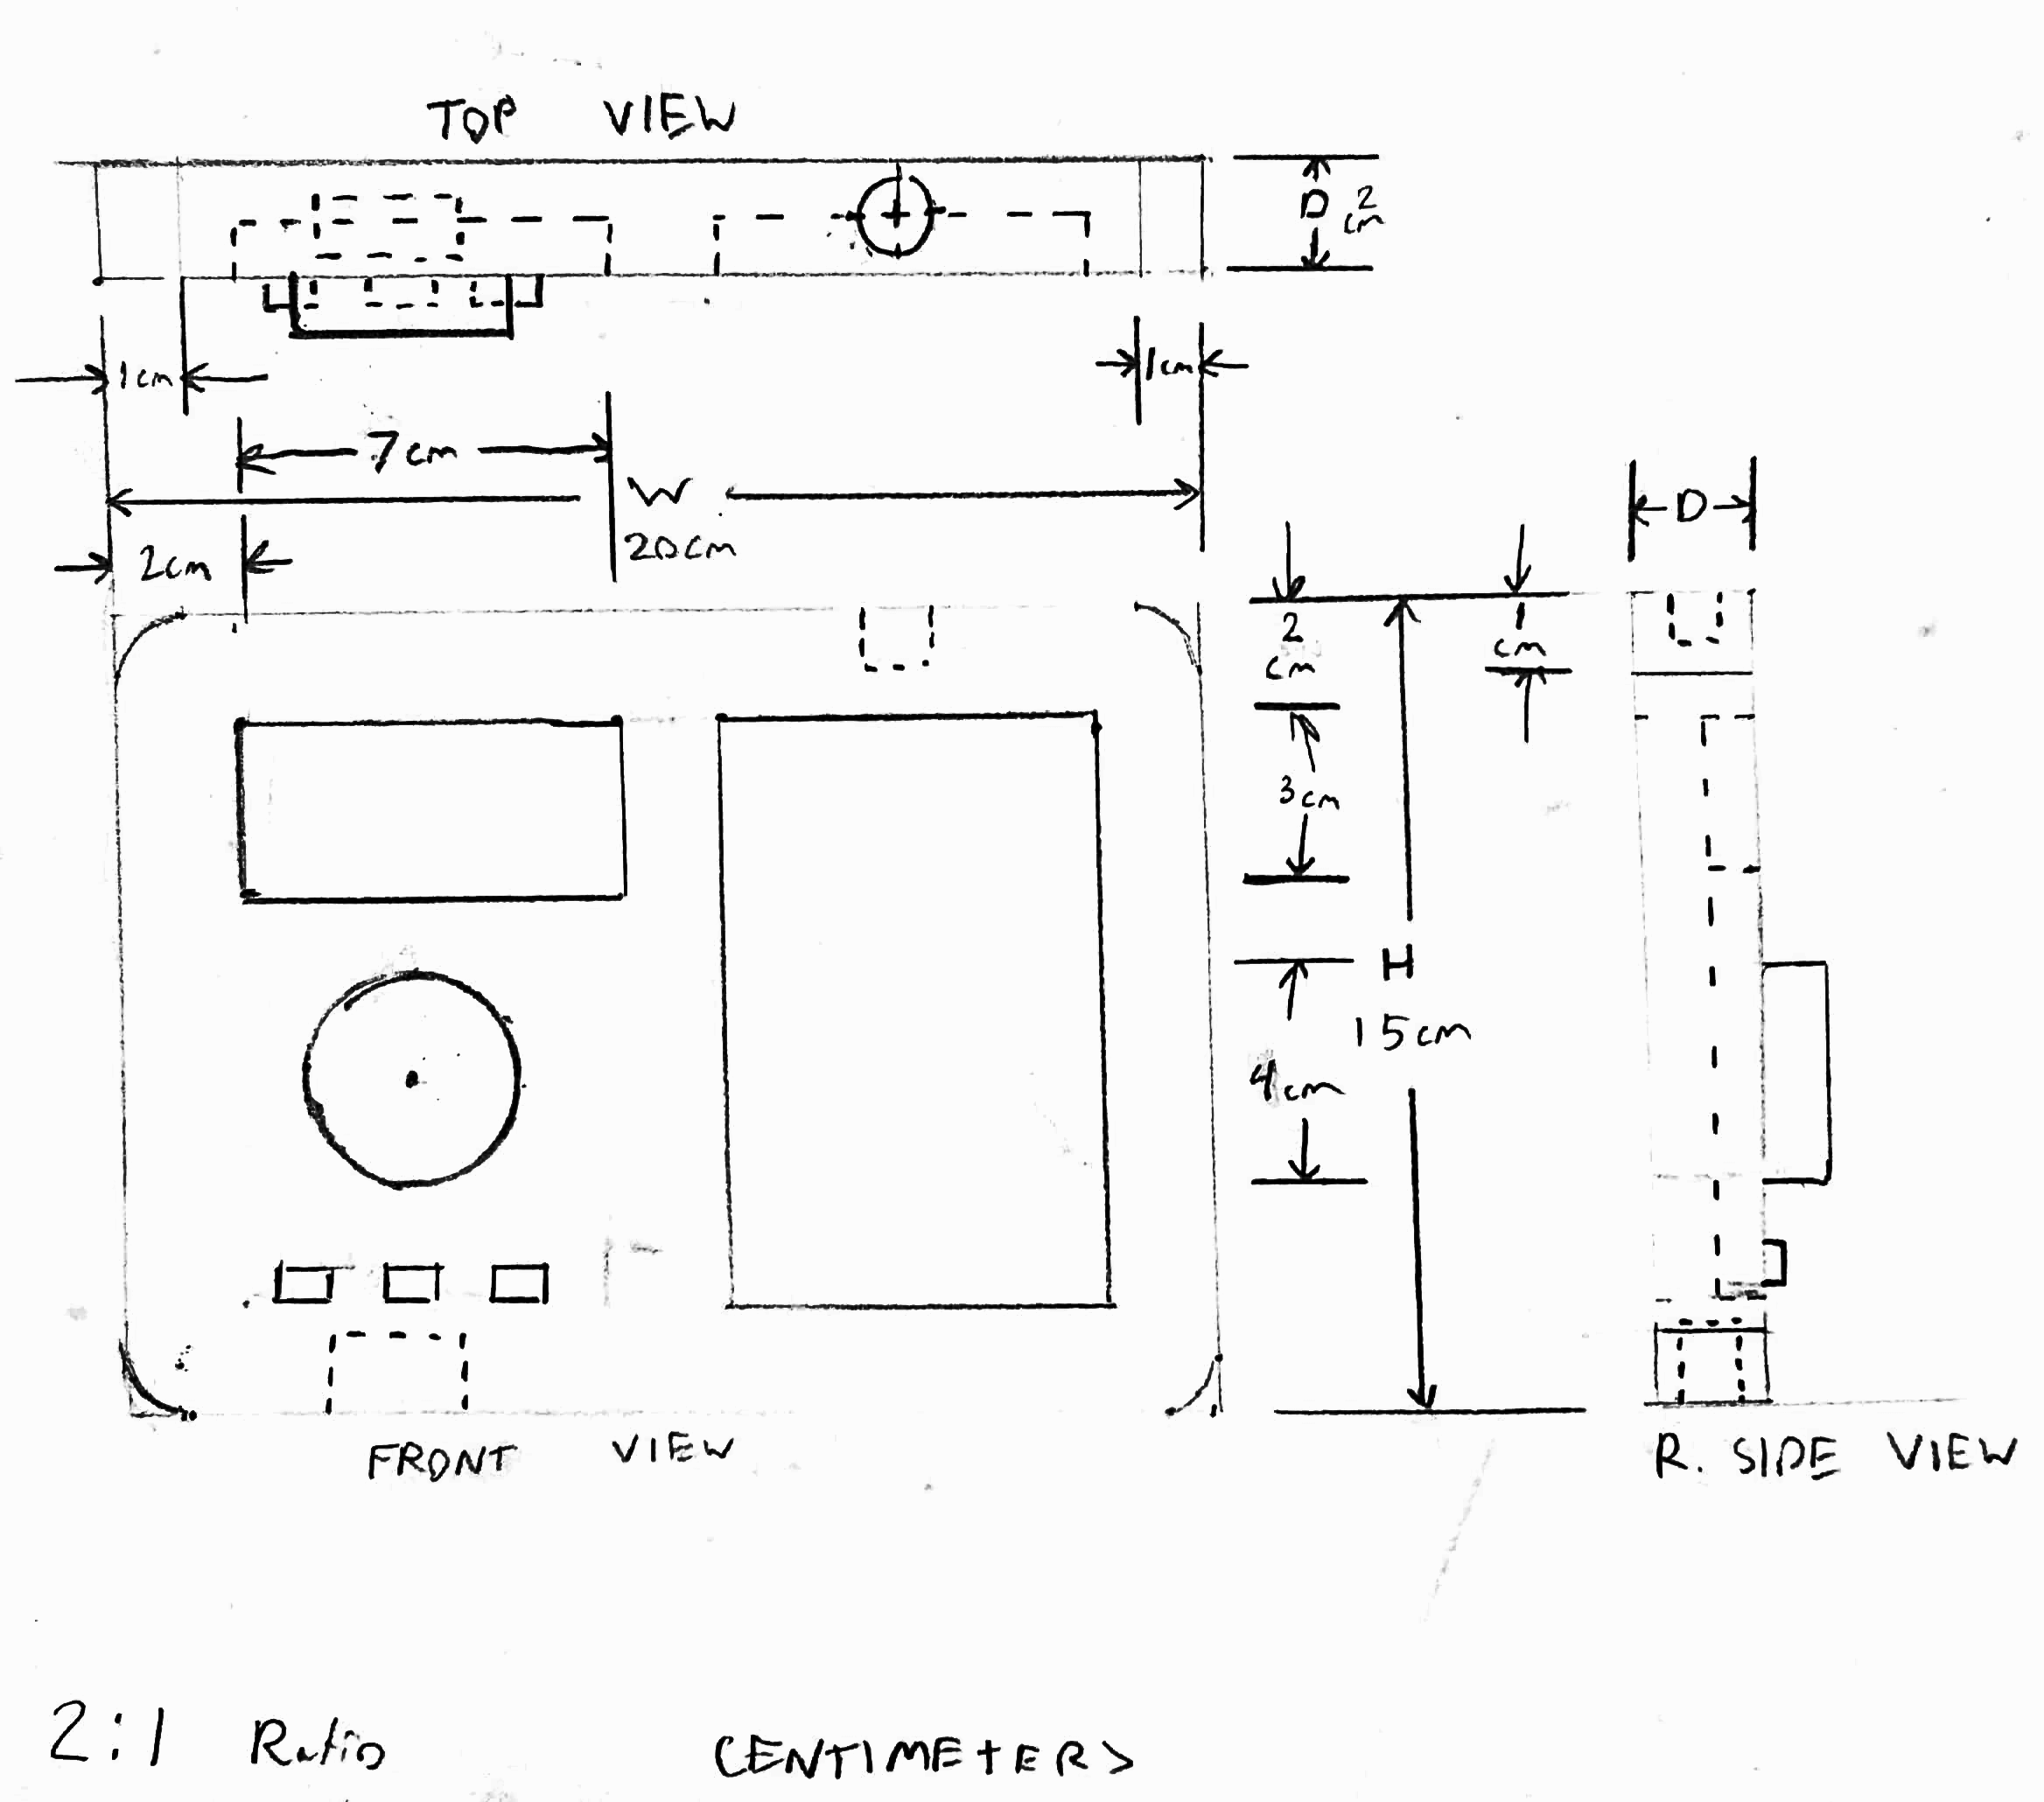 TOP VIEW
D 2
cm
1cm
1cm
7cm
W
20cm
D
2cm
2
cm
1
cm
3cm
H
15cm
4cm
FRONT VIEW
R. SIDE VIEW
2:1 Ratio
CENTIMETER>